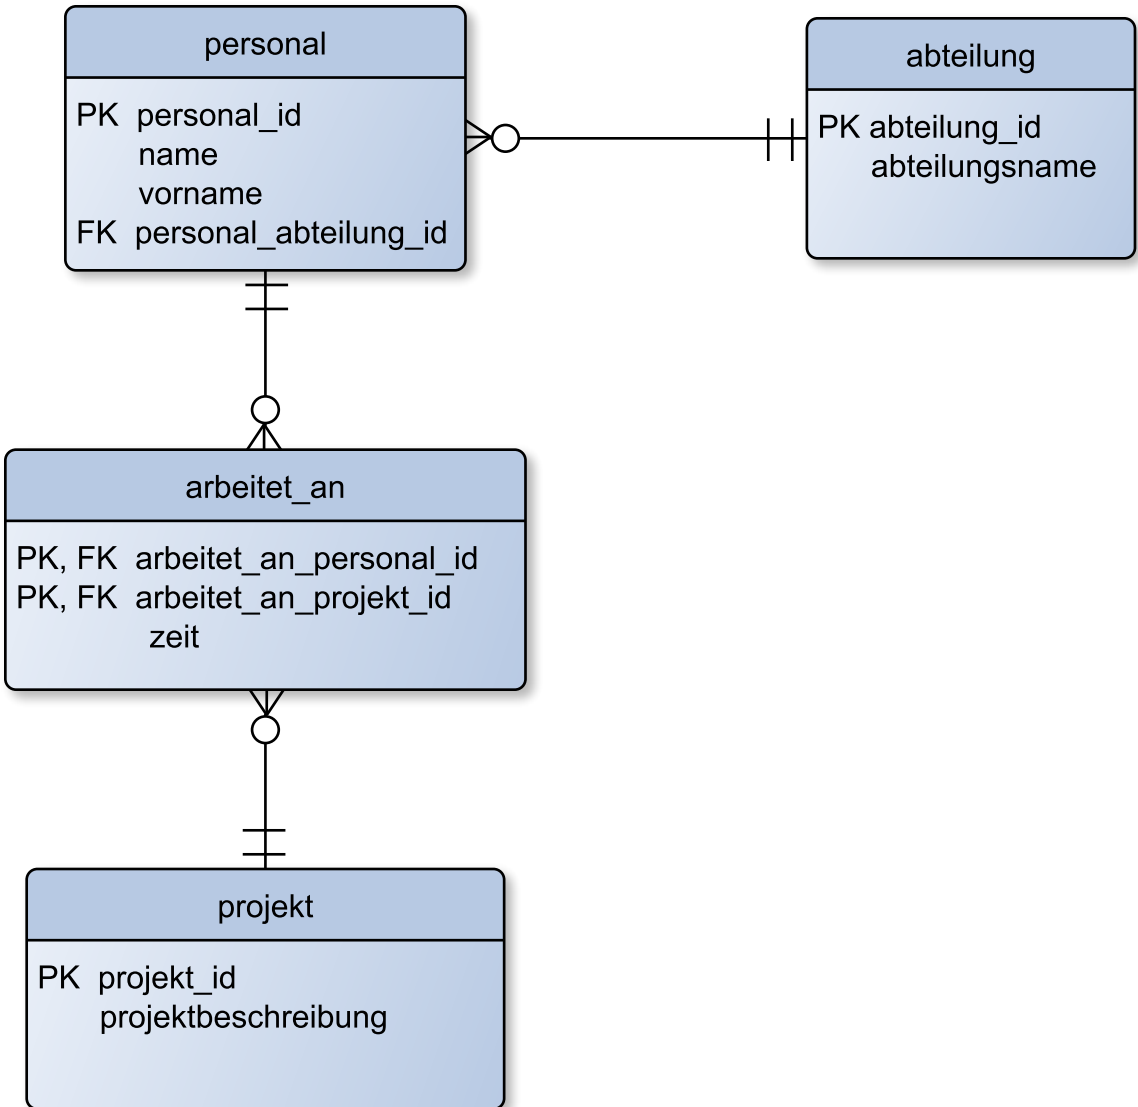 personal
PK personal_id
name
vorname
FK personal_abteilung_id
abteilung
PK abteilung_id
abteilungsname
arbeitet_an
PK, FK arbeitet_an_personal_id
PK, FK arbeitet_an_projekt_id
zeit
projekt
PK projekt_id
projektbeschreibung